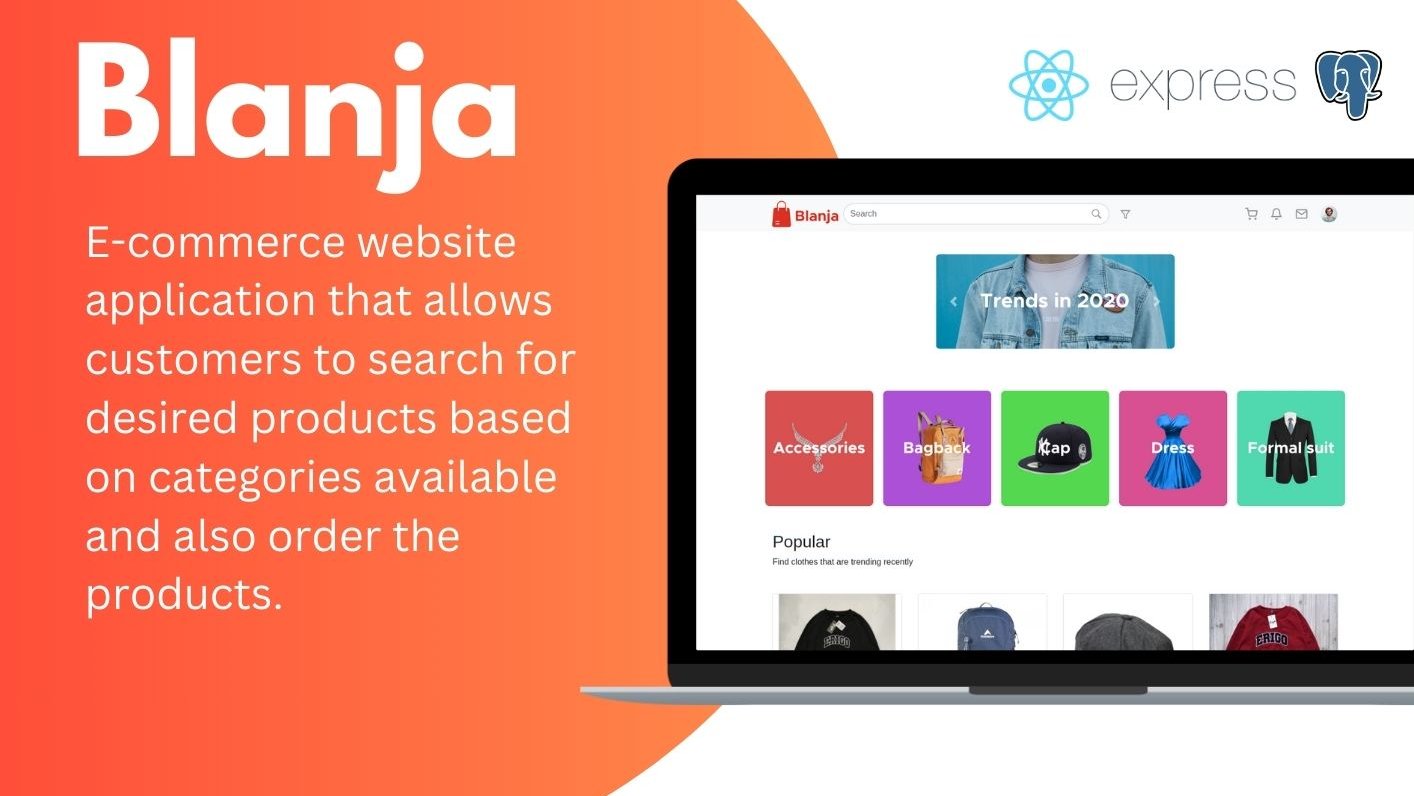 Blanja
E-commerce website
application that allows
customers to search for
desired products based
on categories available
and also order the
products.
express
Blanja
Search
Trends in 2020
Accessories
Bagback
Cap
Dress
Formal suit
Popular
Find clothes that are trending recently
ERIGO
ERIGO